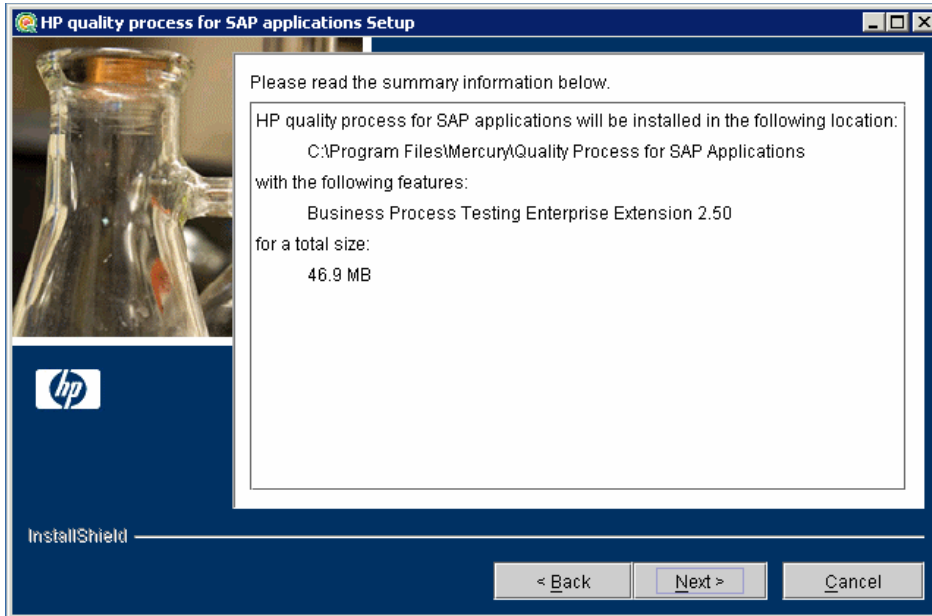 HP quality process for SAP applications Setup
Please read the summary information below.
HP quality process for SAP applications will be installed in the following location:
C:\Program Files\Mercury\Quality Process for SAP Applications
with the following features:
Business Process Testing Enterprise Extension 2.50
for a total size:
46.9 MB
hp
InstallShield
< Back
Next >
Cancel